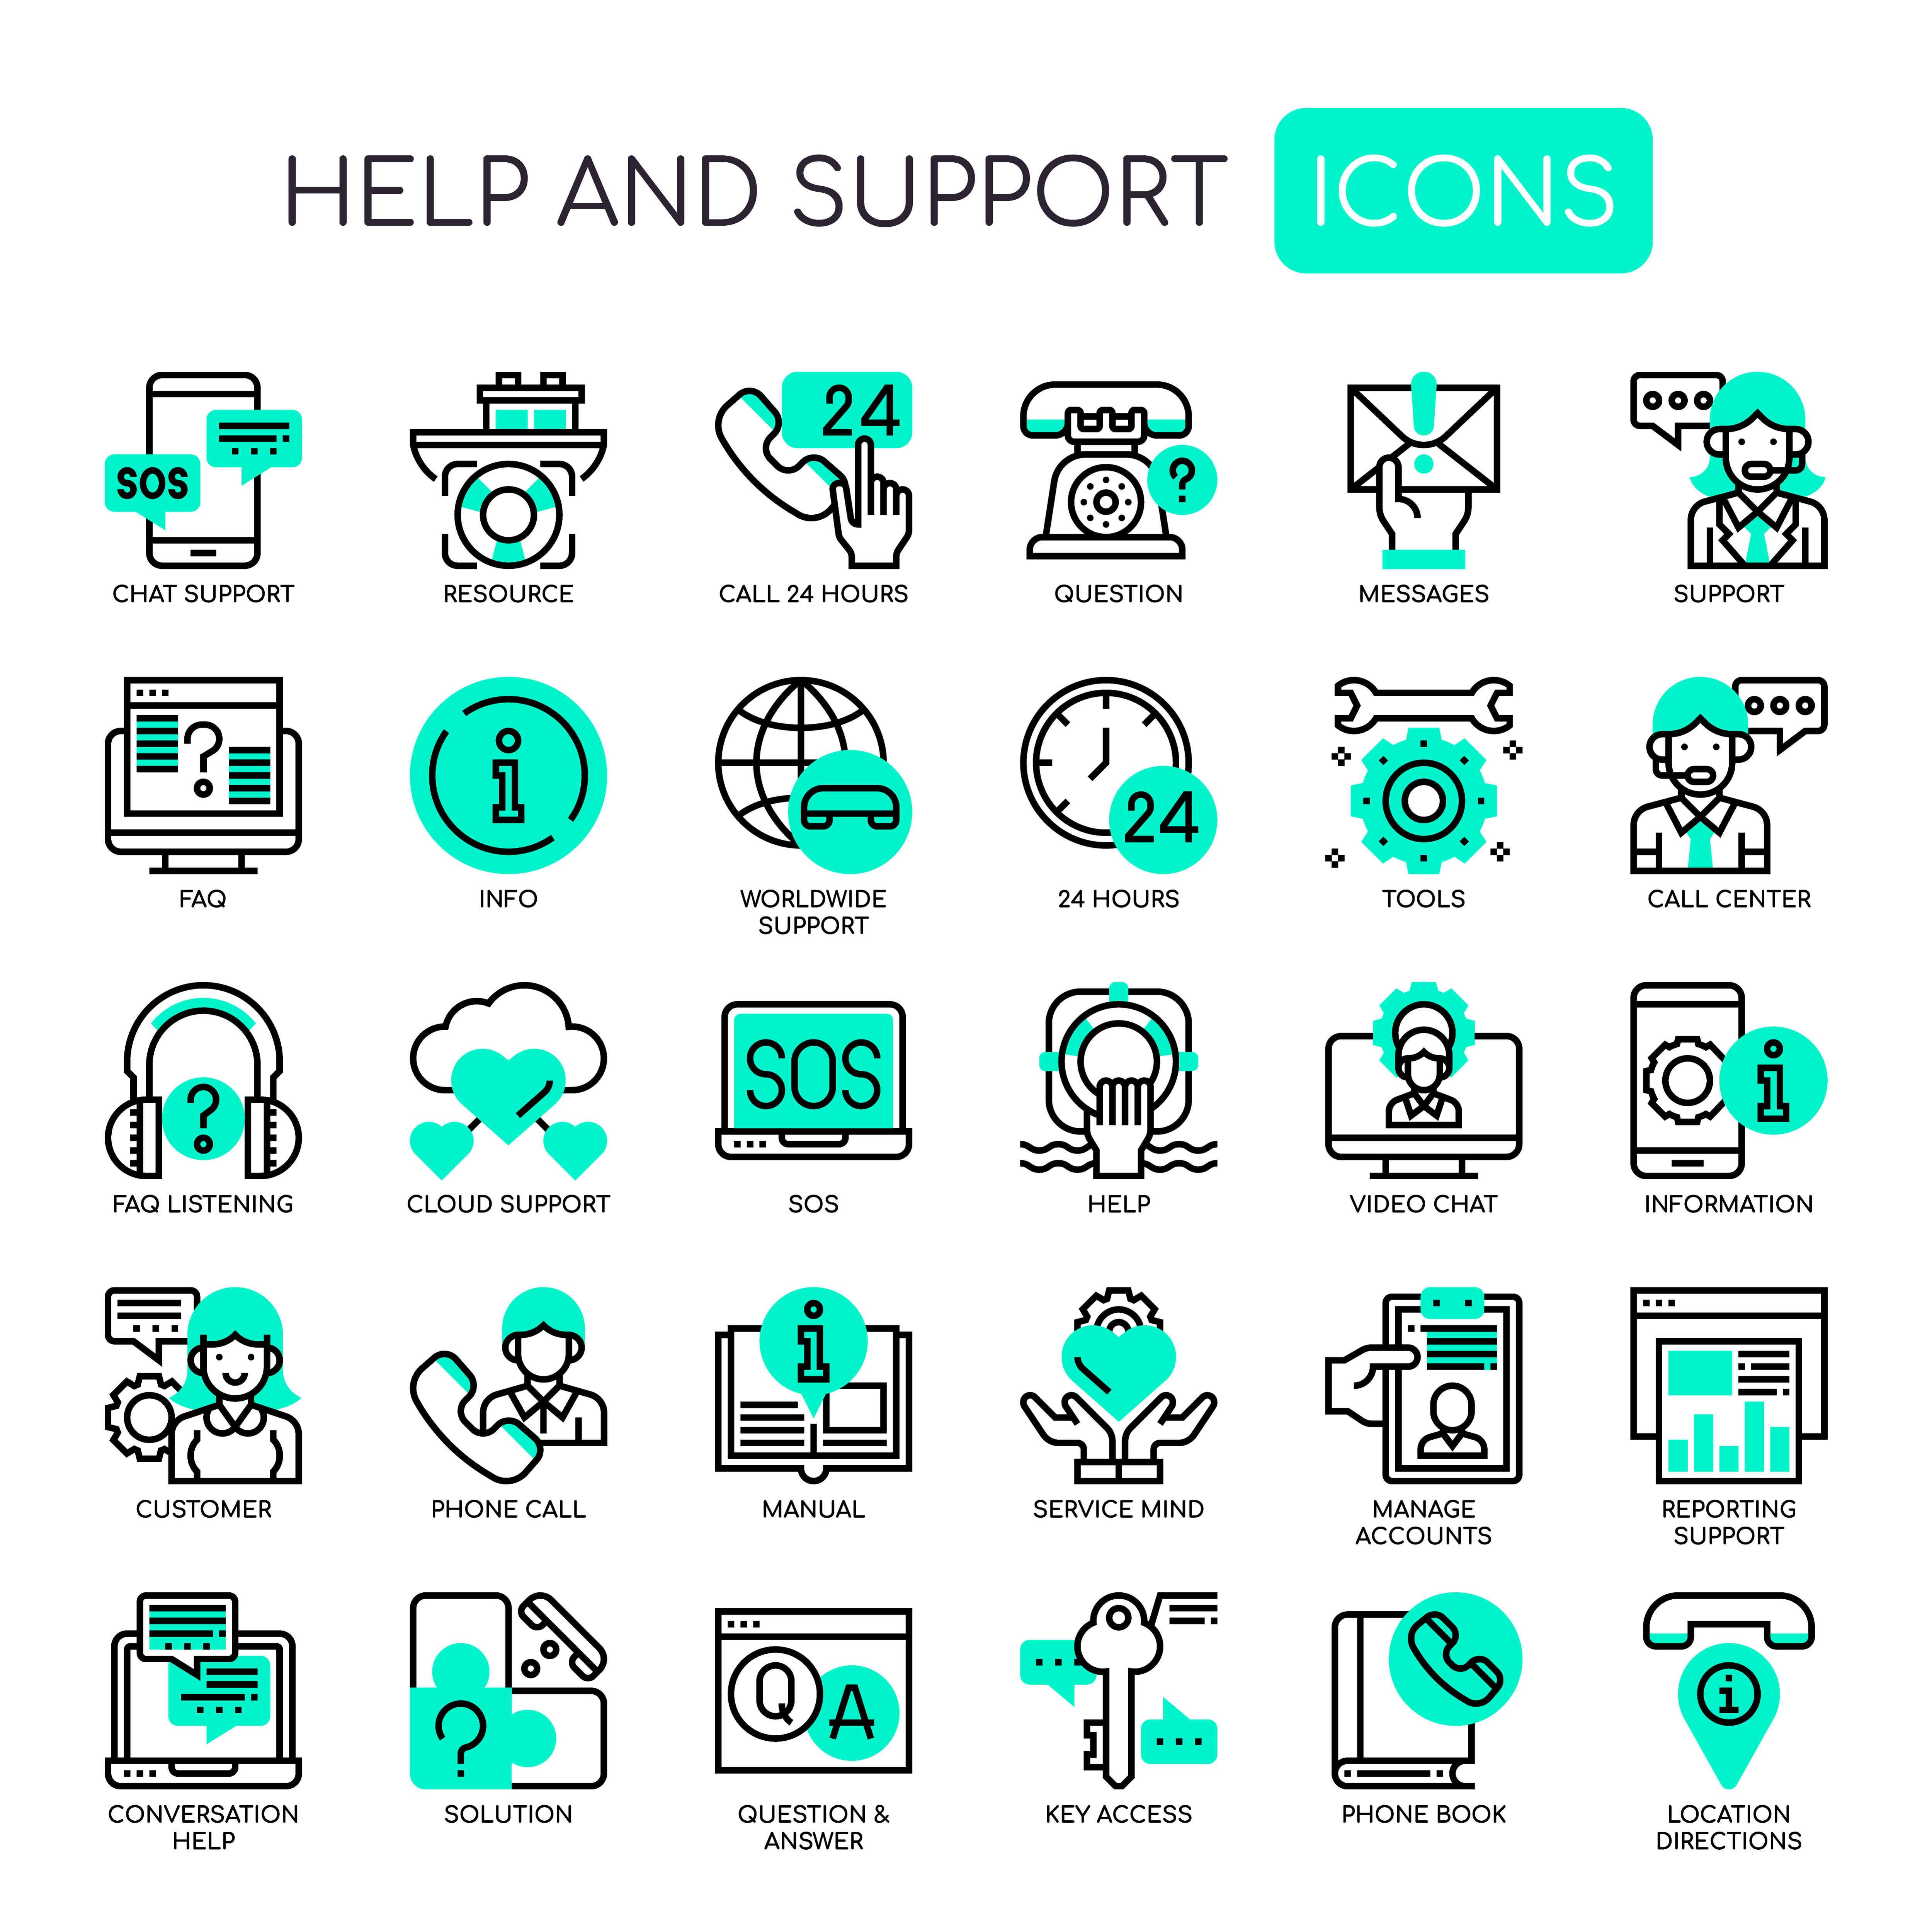 HELP AND SUPPORT ICONS
SOS
24
?
CHAT SUPPORT
RESOURCE
CALL 24 HOURS
QUESTION
MESSAGES
SUPPORT
?
i
24
FAQ
INFO
WORLDWIDE
SUPPORT
24 HOURS
TOOLS
CALL CENTER
?
SOS
i
FAQ LISTENING
CLOUD SUPPORT
SOS
HELP
VIDEO CHAT
INFORMATION
i
CUSTOMER
PHONE CALL
MANUAL
SERVICE MIND
MANAGE
ACCOUNTS
REPORTING
SUPPORT
?
Q A
i
CONVERSATION
HELP
SOLUTION
QUESTION &
ANSWER
KEY ACCESS
PHONE BOOK
LOCATION
DIRECTIONS